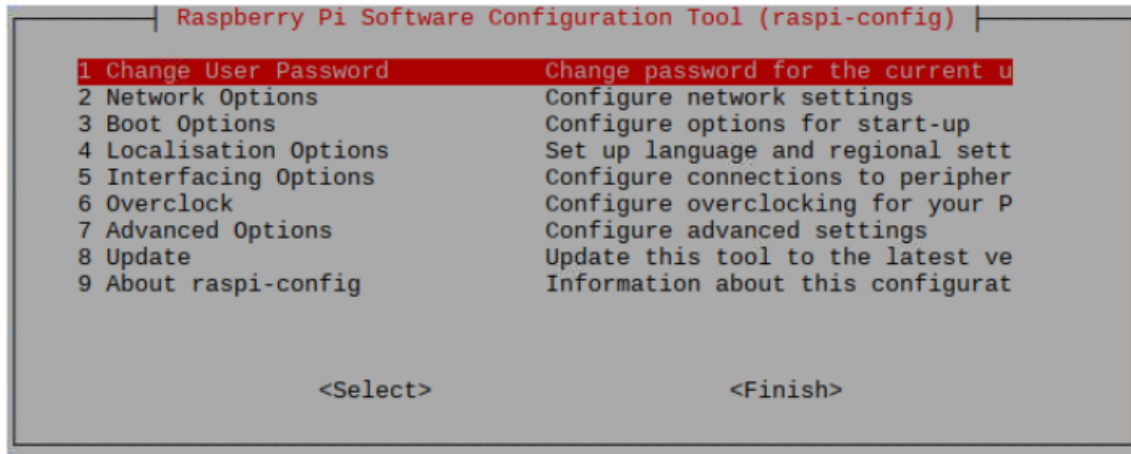 Raspberry Pi Software Configuration Tool (raspi-config)
1 Change User Password Change password for the current u
2 Network Options Configure network settings
3 Boot Options Configure options for start-up
4 Localisation Options Set up language and regional sett
5 Interfacing Options Configure connections to peripher
6 Overclock Configure overclocking for your P
7 Advanced Options Configure advanced settings
8 Update Update this tool to the latest ve
9 About raspi-config Information about this configurat
<Select> <Finish>